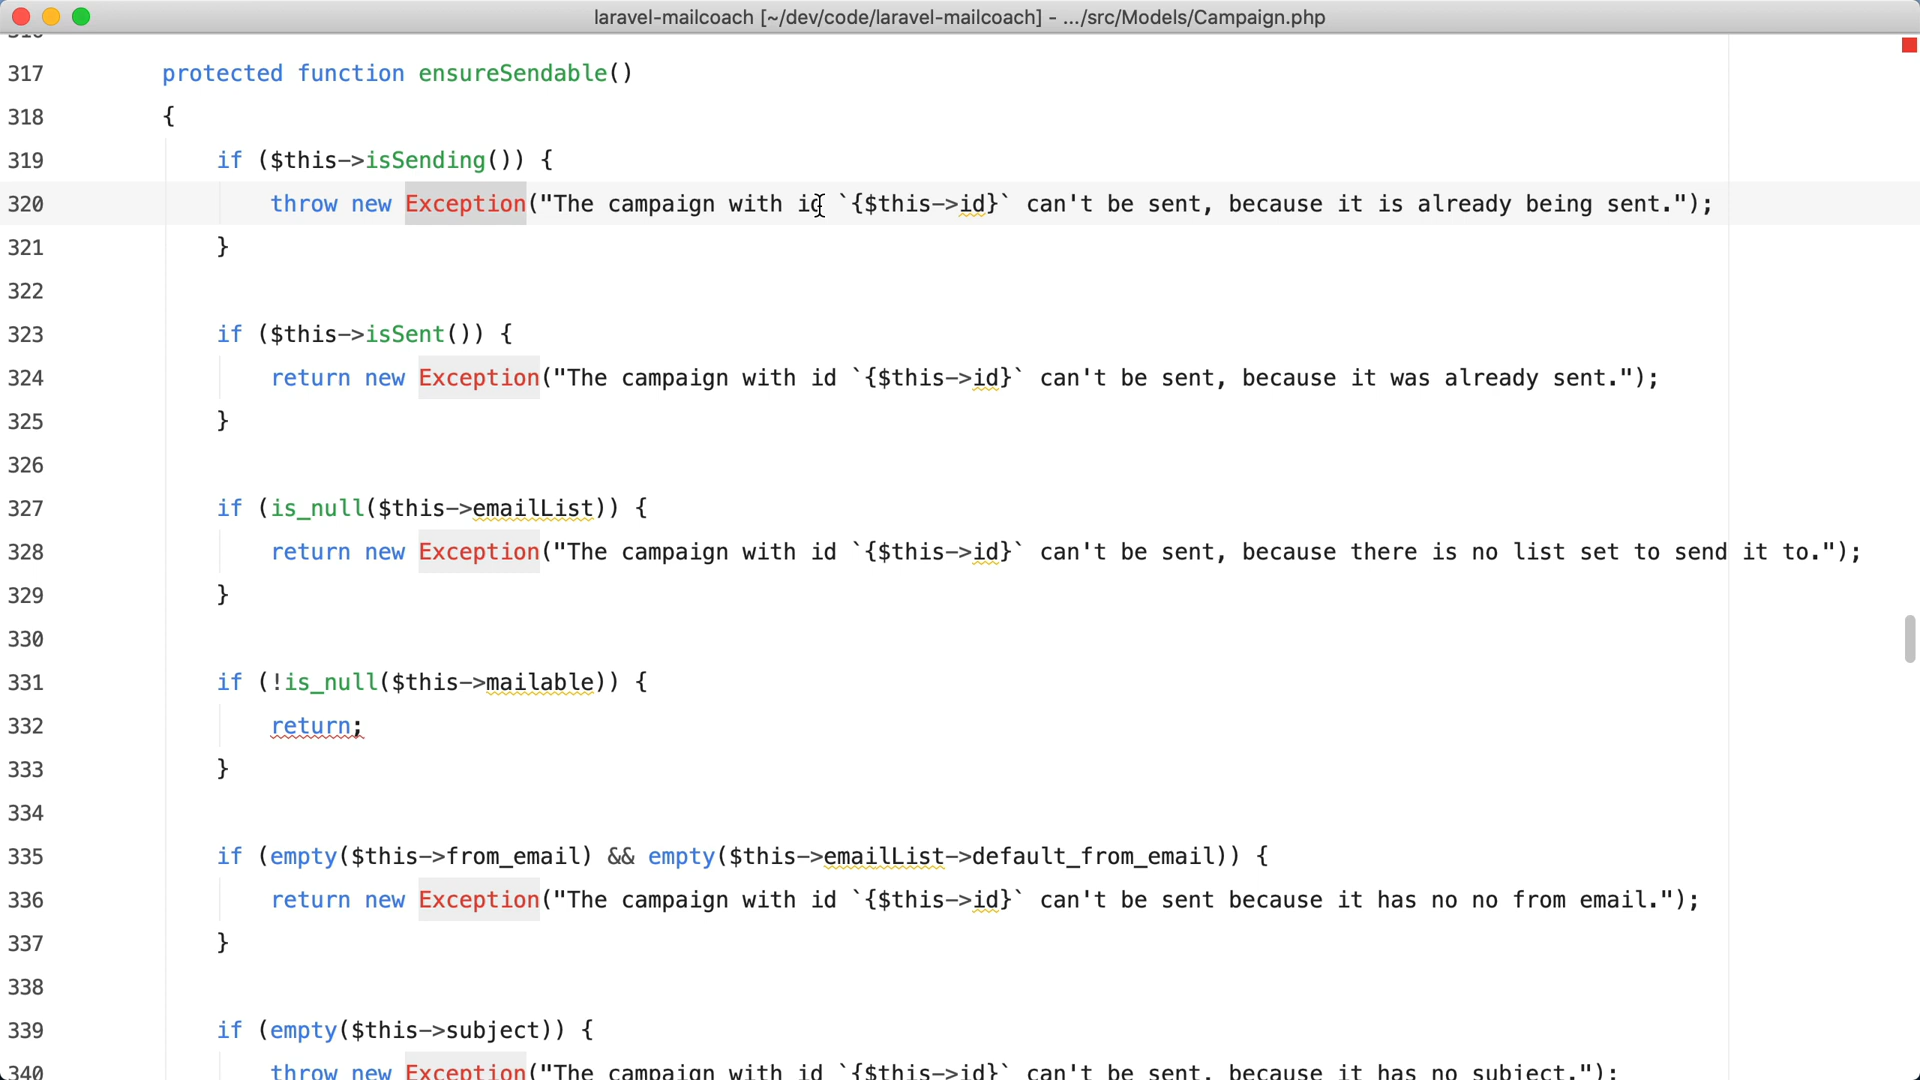 laravel-mailcoach [~/dev/code/laravel-mailcoach] - .../src/Models/Campaign.php
316
317 protected function ensureSendable()
318 {
319 if ($this->isSending()) {
320 throw new Exception("The campaign with id `{$this->id}` can't be sent, because it is already being sent.");
321 }
322
323 if ($this->isSent()) {
324 return new Exception("The campaign with id `{$this->id}` can't be sent, because it was already sent.");
325 }
326
327 if (is_null($this->emailList)) {
328 return new Exception("The campaign with id `{$this->id}` can't be sent, because there is no list set to send it to.");
329 }
330
331 if (!is_null($this->mailable)) {
332 return;
333 }
334
335 if (empty($this->from_email) && empty($this->emailList->default_from_email)) {
336 return new Exception("The campaign with id `{$this->id}` can't be sent because it has no no from email.");
337 }
338
339 if (empty($this->subject)) {
340 throw new Exception("The campaign with id `{$this->id}` can't be sent, because it has no subject.");